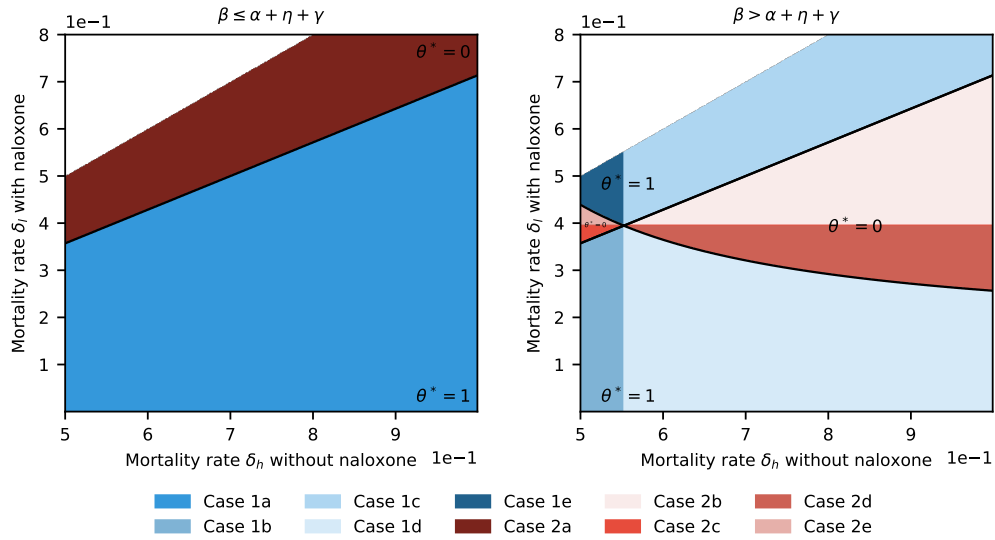 β ≤ α + η + γ
1e−1
8
7
6
5
4
3
2
1
Mortality rate δ_l with naloxone
θ* = 0
θ* = 1
5
6
7
8
9
1e−1
Mortality rate δ_h without naloxone
β > α + η + γ
1e−1
8
7
6
5
4
3
2
1
Mortality rate δ_l with naloxone
θ* = 1
θ* = 0
θ* = 0
θ* = 1
5
6
7
8
9
1e−1
Mortality rate δ_h without naloxone
Case 1a
Case 1b
Case 1c
Case 1d
Case 1e
Case 2a
Case 2b
Case 2c
Case 2d
Case 2e